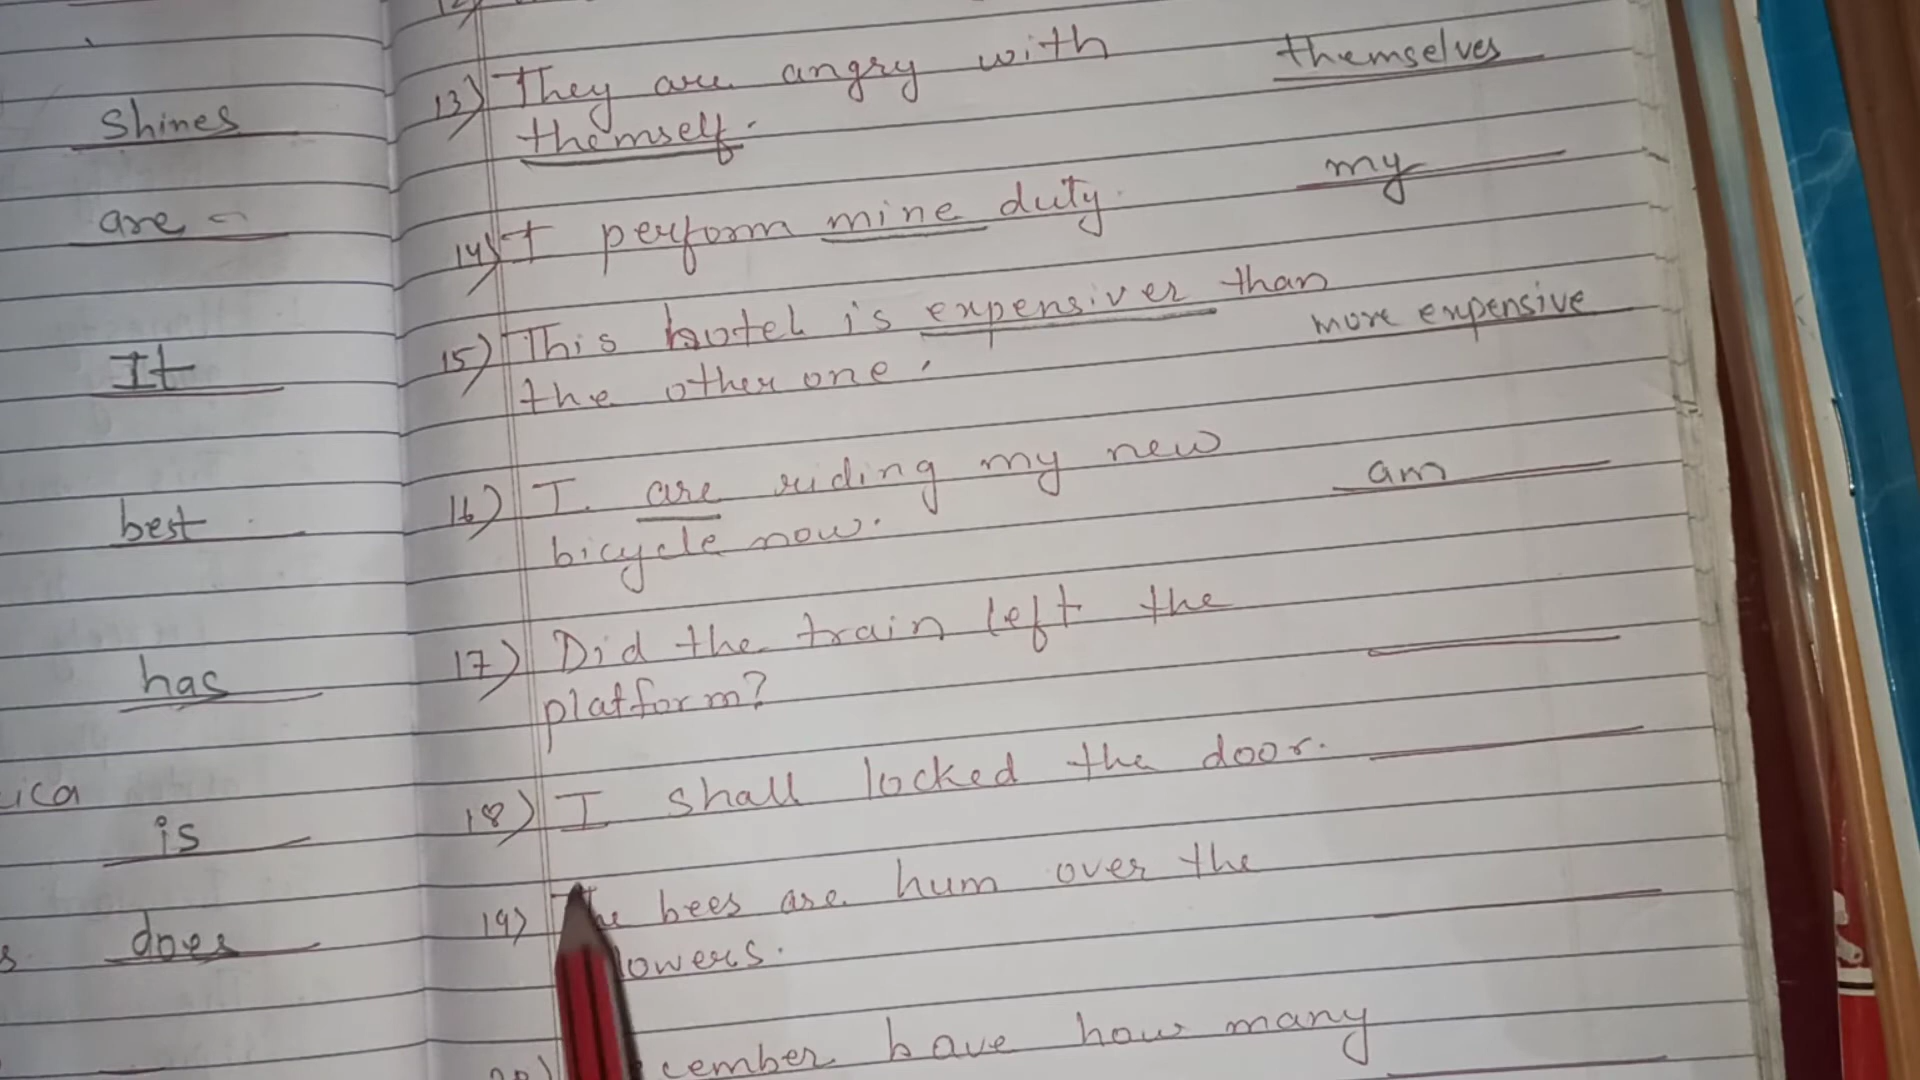 shines
are
It
best
has
ica
is
does
s
13) They are angry with themselves
themself.
14) I perform mine duty. my
15) This hotel is expensiver than more expensive
the other one.
16) I are riding my new am
bicycle now.
17) Did the train left the
platform?
18) I shall locked the door.
19) The bees are hum over the
lowers.
20) cember have how many